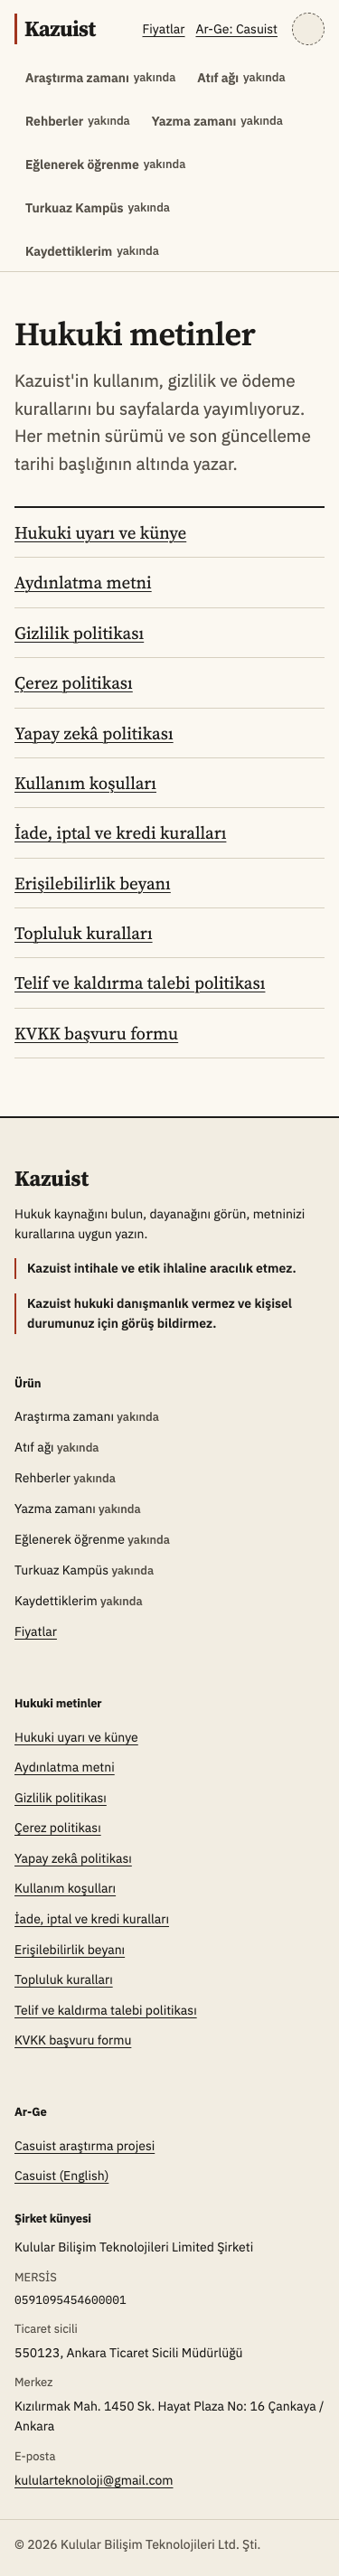 Kazuist
Fiyatlar Ar-Ge: Casuist
Araştırma zamanı yakında Atıf ağı yakında
Rehberler yakında Yazma zamanı yakında
Eğlenerek öğrenme yakında
Turkuaz Kampüs yakında
Kaydettiklerim yakında
Hukuki metinler
Kazuist'in kullanım, gizlilik ve ödeme
kurallarını bu sayfalarda yayımlıyoruz.
Her metnin sürümü ve son güncelleme
tarihi başlığının altında yazar.
Hukuki uyarı ve künye
Aydınlatma metni
Gizlilik politikası
Çerez politikası
Yapay zekâ politikası
Kullanım koşulları
İade, iptal ve kredi kuralları
Erişilebilirlik beyanı
Topluluk kuralları
Telif ve kaldırma talebi politikası
KVKK başvuru formu
Kazuist
Hukuk kaynağını bulun, dayanağını görün, metninizi
kurallarına uygun yazın.
Kazuist intihale ve etik ihlaline aracılık etmez.
Kazuist hukuki danışmanlık vermez ve kişisel
durumunuz için görüş bildirmez.
Ürün
Araştırma zamanı yakında
Atıf ağı yakında
Rehberler yakında
Yazma zamanı yakında
Eğlenerek öğrenme yakında
Turkuaz Kampüs yakında
Kaydettiklerim yakında
Fiyatlar
Hukuki metinler
Hukuki uyarı ve künye
Aydınlatma metni
Gizlilik politikası
Çerez politikası
Yapay zekâ politikası
Kullanım koşulları
İade, iptal ve kredi kuralları
Erişilebilirlik beyanı
Topluluk kuralları
Telif ve kaldırma talebi politikası
KVKK başvuru formu
Ar-Ge
Casuist araştırma projesi
Casuist (English)
Şirket künyesi
Kulular Bilişim Teknolojileri Limited Şirketi
MERSİS
0591095454600001
Ticaret sicili
550123, Ankara Ticaret Sicili Müdürlüğü
Merkez
Kızılırmak Mah. 1450 Sk. Hayat Plaza No: 16 Çankaya /
Ankara
E-posta
kulularteknoloji@gmail.com
© 2026 Kulular Bilişim Teknolojileri Ltd. Şti.